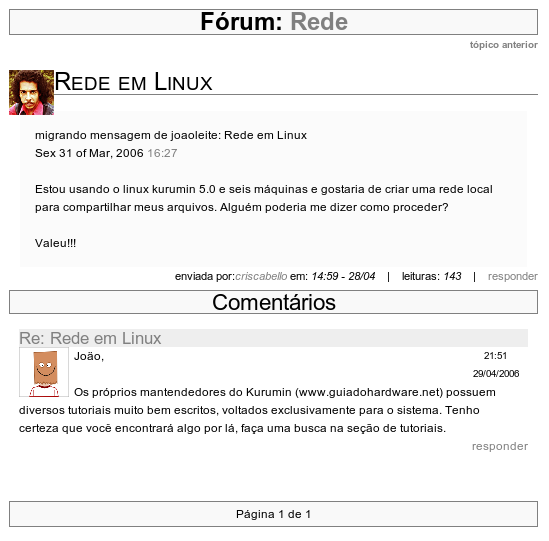 Fórum: Rede
tópico anterior
Rede em Linux
migrando mensagem de joaoleite: Rede em Linux
Sex 31 of Mar, 2006 16:27
Estou usando o linux kurumin 5.0 e seis máquinas e gostaria de criar uma rede local
para compartilhar meus arquivos. Alguém poderia me dizer como proceder?
Valeu!!!
enviada por:criscabello em: 14:59 - 28/04 | leituras: 143 | responder
Comentários
Re: Rede em Linux
João, 21:51
29/04/2006
Os próprios mantendedores do Kurumin (www.guiadohardware.net) possuem
diversos tutoriais muito bem escritos, voltados exclusivamente para o sistema. Tenho
certeza que você encontrará algo por lá, faça uma busca na seção de tutoriais.
responder
Página 1 de 1